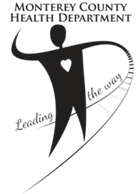 MONTEREY COUNTY
HEALTH DEPARTMENT
Leading the way